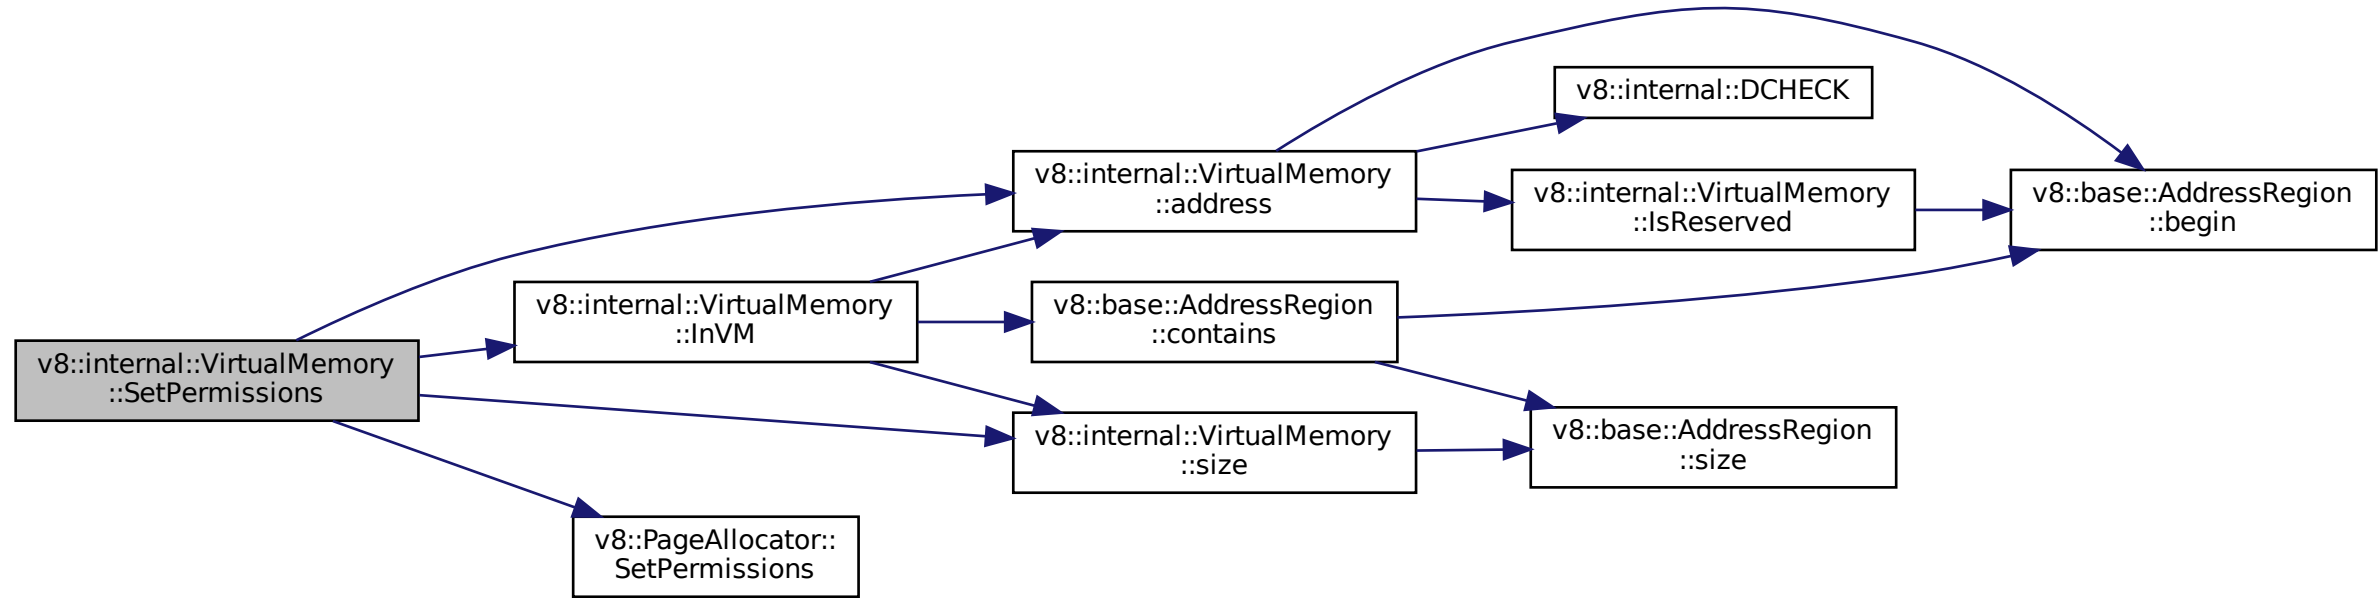 v8::internal::VirtualMemory
::SetPermissions
v8::internal::VirtualMemory
::InVM
v8::PageAllocator::
SetPermissions
v8::internal::VirtualMemory
::address
v8::base::AddressRegion
::contains
v8::internal::VirtualMemory
::size
v8::internal::DCHECK
v8::internal::VirtualMemory
::IsReserved
v8::base::AddressRegion
::size
v8::base::AddressRegion
::begin